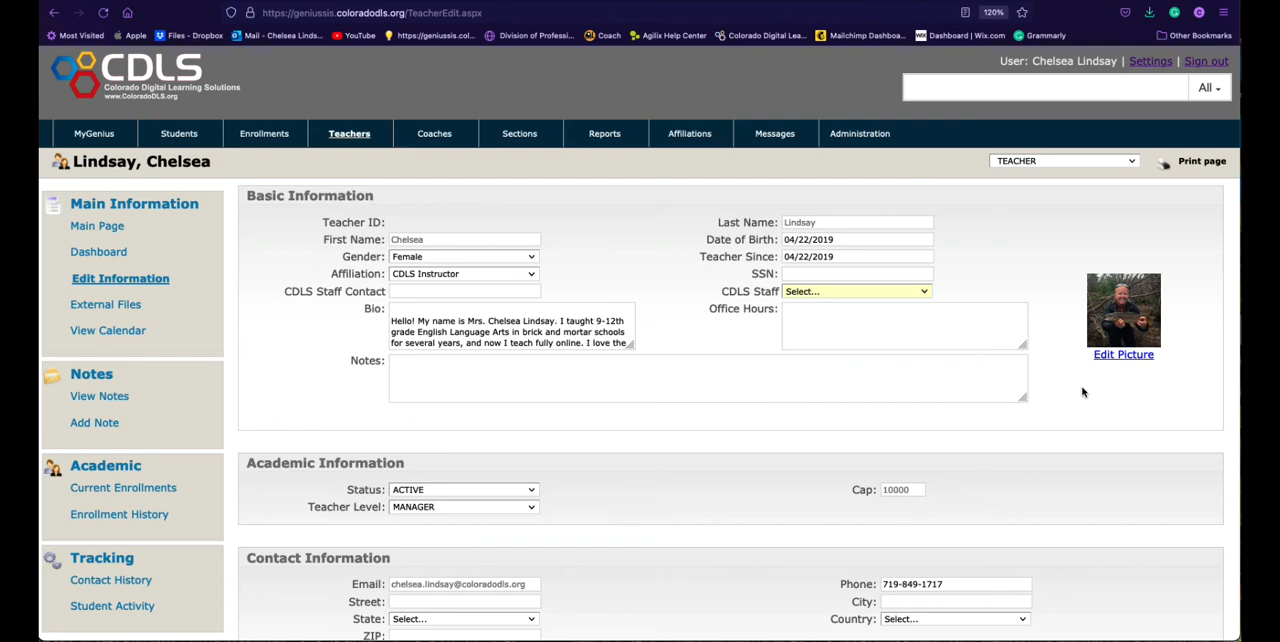 https://geniussis.coloradodls.org/TeacherEdit.aspx
120%
Most Visited Apple Files - Dropbox Mail - Chelsea Linds... YouTube https://geniussis.col... Division of Profesi... Coach Agilix Help Center Colorado Digital Lea... Mailchimp Dashboa... WIX Dashboard | Wix.com Grammarly Other Bookmarks
CDLS
Colorado Digital Learning Solutions
www.ColoradoDLS.org
User: Chelsea Lindsay | Settings | Sign out
All
MyGenius Students Enrollments Teachers Coaches Sections Reports Affiliations Messages Administration
Lindsay, Chelsea
TEACHER
Print page
Main Information
Main Page
Dashboard
Edit Information
External Files
View Calendar
Notes
View Notes
Add Note
Academic
Current Enrollments
Enrollment History
Tracking
Contact History
Student Activity
Basic Information
Teacher ID:
Last Name: Lindsay
First Name: Chelsea
Date of Birth: 04/22/2019
Gender: Female
Teacher Since: 04/22/2019
Affiliation: CDLS Instructor
SSN:
CDLS Staff Contact
CDLS Staff Select...
Bio: Hello! My name is Mrs. Chelsea Lindsay. I taught 9-12th
grade English Language Arts in brick and mortar schools
for several years, and now I teach fully online. I love the
Office Hours:
Notes:
Edit Picture
Academic Information
Status: ACTIVE
Cap: 10000
Teacher Level: MANAGER
Contact Information
Email: chelsea.lindsay@coloradodls.org
Phone: 719-849-1717
Street:
City:
State: Select...
Country: Select...
ZIP: